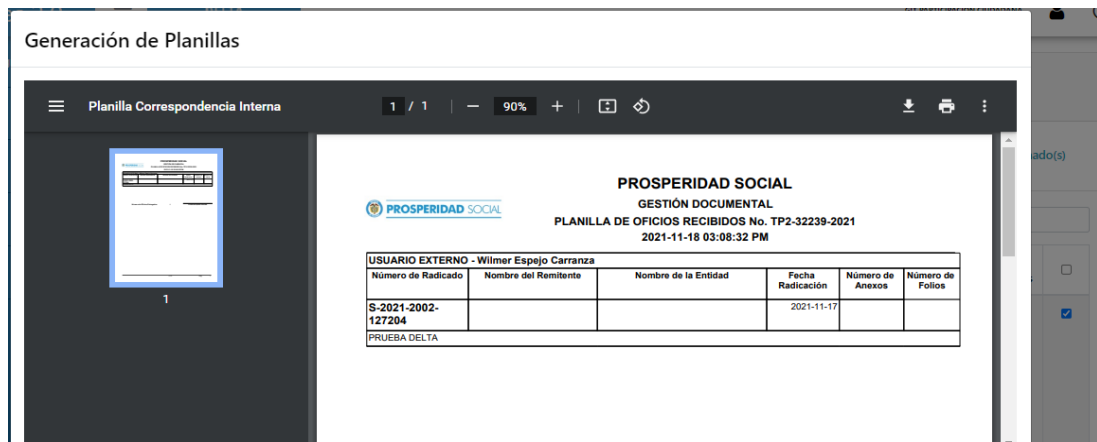 Generación de Planillas
Planilla Correspondencia Interna
1 / 1
90%
ado(s)
1
PROSPERIDAD SOCIAL
PROSPERIDAD SOCIAL
GESTIÓN DOCUMENTAL
PLANILLA DE OFICIOS RECIBIDOS No. TP2-32239-2021
2021-11-18 03:08:32 PM
USUARIO EXTERNO - Wilmer Espejo Carranza
Número de Radicado Nombre del Remitente Nombre de la Entidad Fecha Radicación Número de Anexos Número de Folios
S-2021-2002-127204 2021-11-17
PRUEBA DELTA